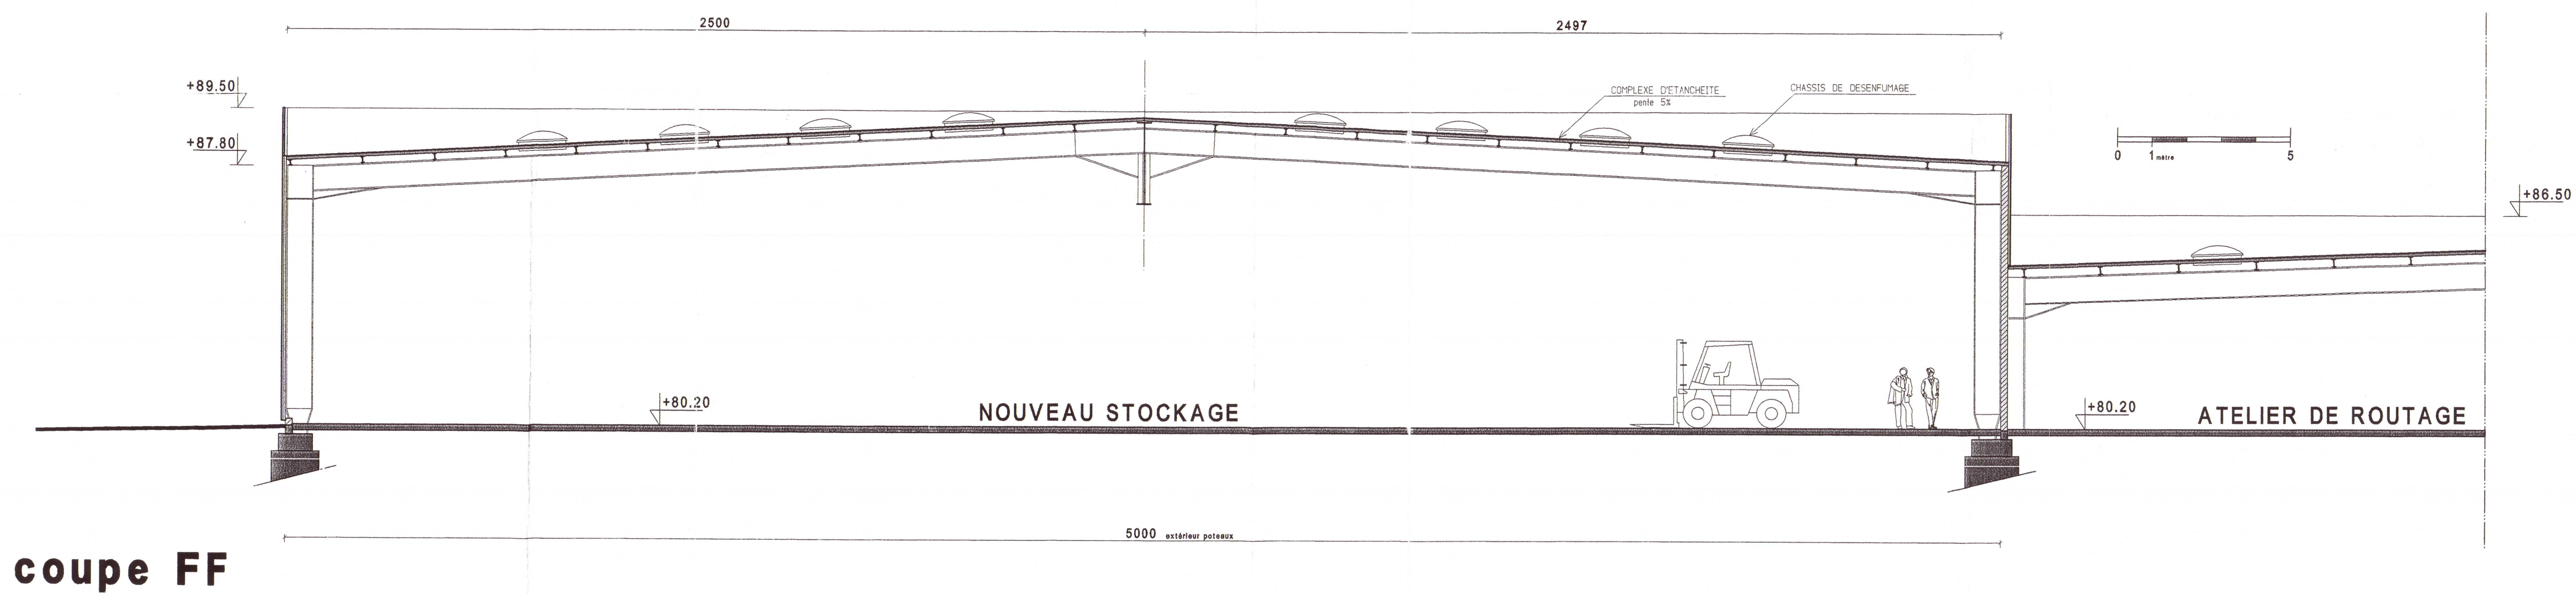 2500
2497
+89.50
+87.80
COMPLEXE D'ETANCHEITE
pente 5%
CHASSIS DE DESENFUMAGE
0 1 mètre 5
+86.50
+80.20
NOUVEAU STOCKAGE
+80.20
ATELIER DE ROUTAGE
5000 extérieur poteaux
coupe FF